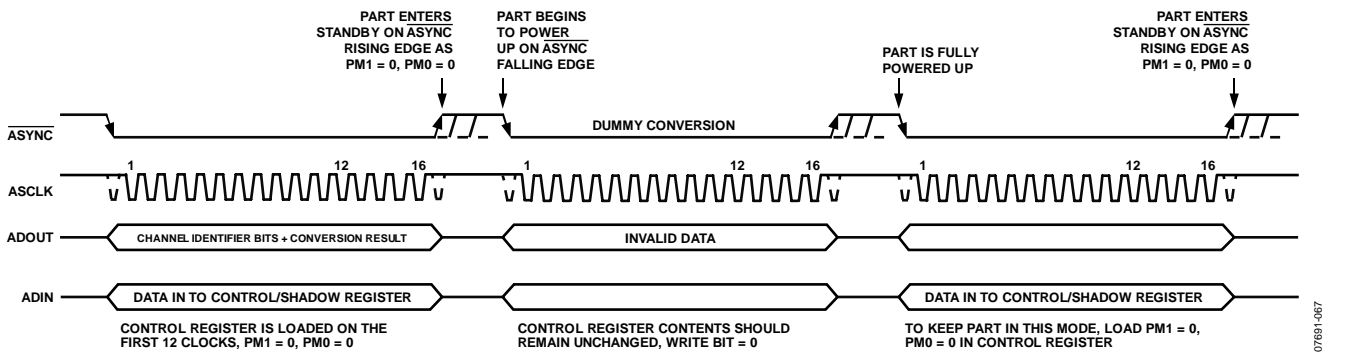 PART ENTERS
STANDBY ON ASYNC
RISING EDGE AS
PM1 = 0, PM0 = 0
PART BEGINS
TO POWER
UP ON ASYNC
FALLING EDGE
PART IS FULLY
POWERED UP
PART ENTERS
STANDBY ON ASYNC
RISING EDGE AS
PM1 = 0, PM0 = 0
ASYNC
DUMMY CONVERSION
ASCLK
1 12 16
1 12 16
1 12 16
ADOUT
CHANNEL IDENTIFIER BITS + CONVERSION RESULT
INVALID DATA
ADIN
DATA IN TO CONTROL/SHADOW REGISTER
DATA IN TO CONTROL/SHADOW REGISTER
CONTROL REGISTER IS LOADED ON THE
FIRST 12 CLOCKS, PM1 = 0, PM0 = 0
CONTROL REGISTER CONTENTS SHOULD
REMAIN UNCHANGED, WRITE BIT = 0
TO KEEP PART IN THIS MODE, LOAD PM1 = 0,
PM0 = 0 IN CONTROL REGISTER
07691-067